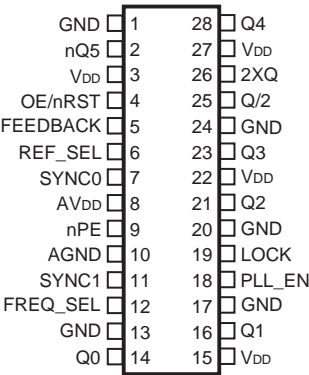 GND 1 28 Q4
nQ5 2 27 VDD
VDD 3 26 2XQ
OE/nRST 4 25 Q/2
FEEDBACK 5 24 GND
REF_SEL 6 23 Q3
SYNC0 7 22 VDD
AVDD 8 21 Q2
nPE 9 20 GND
AGND 10 19 LOCK
SYNC1 11 18 PLL_EN
FREQ_SEL 12 17 GND
GND 13 16 Q1
Q0 14 15 VDD